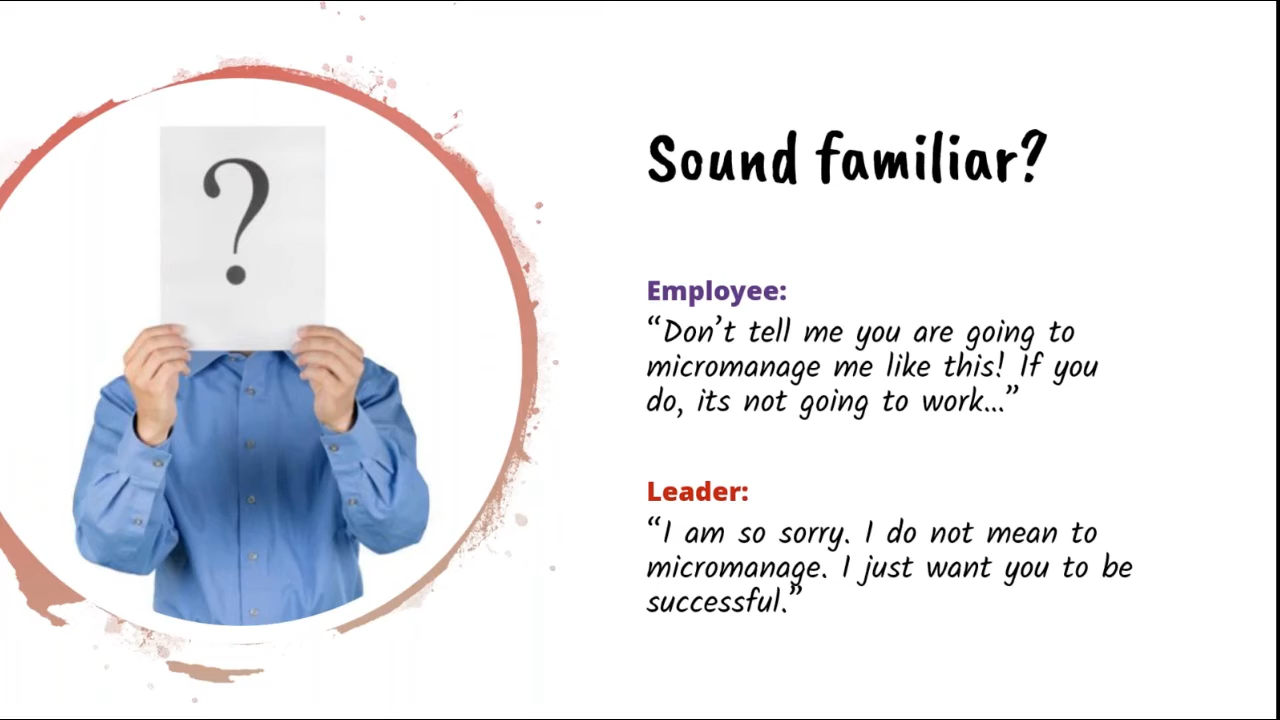 ?
Sound familiar?
Employee:
“Don’t tell me you are going to
micromanage me like this! If you
do, its not going to work...”
Leader:
“I am so sorry. I do not mean to
micromanage. I just want you to be
successful.”